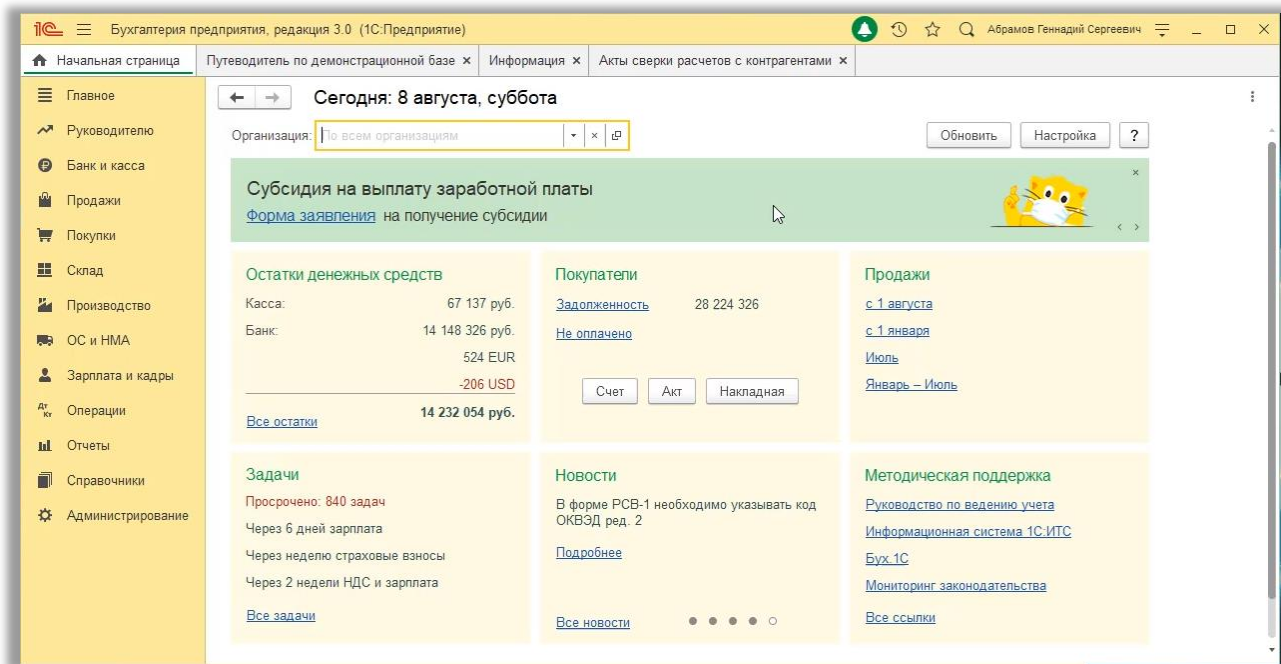 1С Бухгалтерия предприятия, редакция 3.0 (1С:Предприятие) Абрамов Геннадий Сергеевич
Начальная страница Путеводитель по демонстрационной базе × Информация × Акты сверки расчетов с контрагентами ×
Главное
Руководителю
Банк и касса
Продажи
Покупки
Склад
Производство
ОС и НМА
Зарплата и кадры
Дт Кт Операции
Отчеты
Справочники
Администрирование
Сегодня: 8 августа, суббота
Организация: По всем организациям Обновить Настройка ?
Субсидия на выплату заработной платы
Форма заявления на получение субсидии
Остатки денежных средств
Касса: 67 137 руб.
Банк: 14 148 326 руб.
524 EUR
-206 USD
14 232 054 руб.
Все остатки
Покупатели
Задолженность 28 224 326
Не оплачено
Счет Акт Накладная
Продажи
с 1 августа
с 1 января
Июль
Январь – Июль
Задачи
Просрочено: 840 задач
Через 6 дней зарплата
Через неделю страховые взносы
Через 2 недели НДС и зарплата
Все задачи
Новости
В форме РСВ-1 необходимо указывать код
ОКВЭД ред. 2
Подробнее
Все новости
Методическая поддержка
Руководство по ведению учета
Информационная система 1С:ИТС
Бух.1С
Мониторинг законодательства
Все ссылки